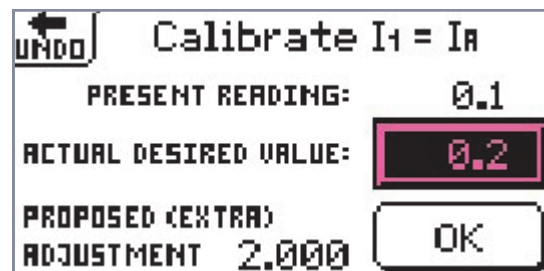 UNDO Calibrate I1 = IA
PRESENT READING: 0.1
ACTUAL DESIRED VALUE: 0.2
PROPOSED (EXTRA)
ADJUSTMENT 2.000 OK